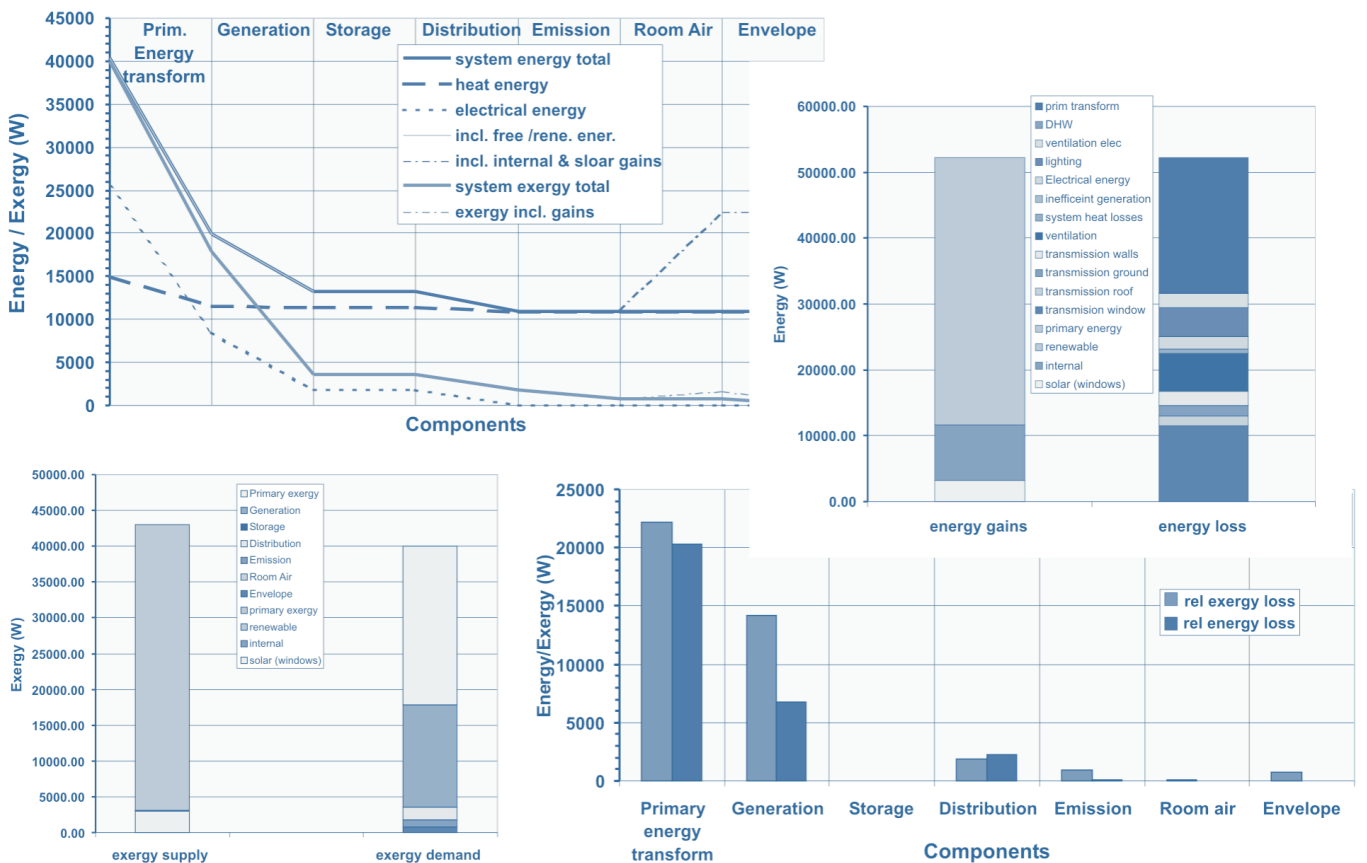 45000
40000
35000
30000
25000
20000
15000
10000
5000
0
Energy / Exergy (W)
Prim.
Energy
transform
Generation
Storage
Distribution
Emission
Room Air
Envelope
system energy total
heat energy
electrical energy
incl. free /rene. ener.
incl. internal & sloar gains
system exergy total
exergy incl. gains
Components
60000.00
50000.00
40000.00
30000.00
20000.00
10000.00
0.00
Energy (W)
prim transform
DHW
ventilation elec
lighting
Electrical energy
inefficeint generation
system heat losses
ventilation
transmission walls
transmission ground
transmission roof
transmision window
primary energy
renewable
internal
solar (windows)
energy gains
energy loss
50000.00
45000.00
40000.00
35000.00
30000.00
25000.00
20000.00
15000.00
10000.00
5000.00
0.00
Exergy (W)
Primary exergy
Generation
Storage
Distribution
Emission
Room Air
Envelope
primary exergy
renewable
internal
solar (windows)
exergy supply
exergy demand
25000
20000
15000
10000
5000
0
Energy/Exergy (W)
rel exergy loss
rel energy loss
Primary
energy
transform
Generation
Storage
Distribution
Emission
Room air
Envelope
Components